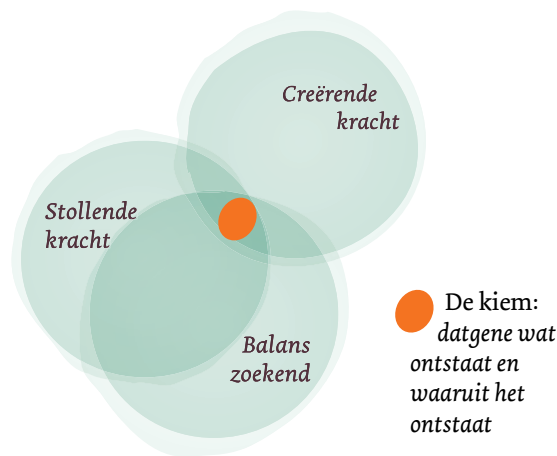 Creërende
kracht
Stollende
kracht
Balans
zoekend
De kiem:
datgene wat
ontstaat en
waaruit het
ontstaat